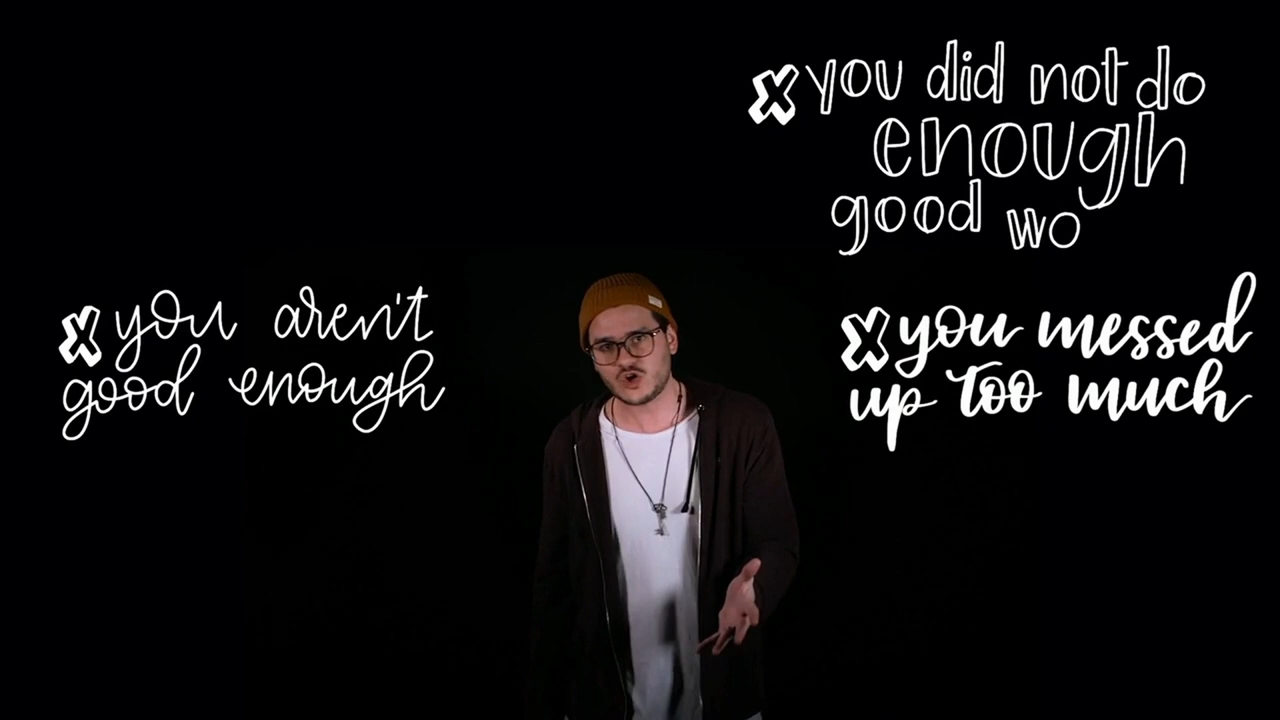 x you did not do
enough
good wo
x you aren't
good enough
x you messed
up too much